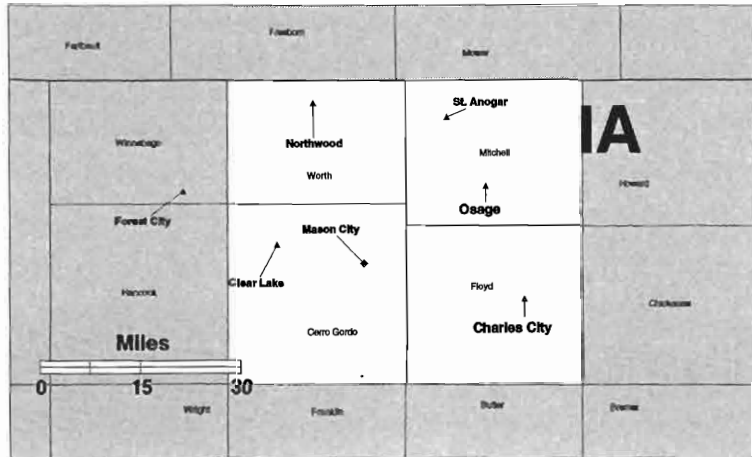 Faribault
Freeborn
Mower
St. Anogar
IA
Winnebago
Northwood
Mitchell
Worth
Howard
Osage
Forest City
Mason City
Clear Lake
Hancock
Floyd
Chickasaw
Charles City
Cerro Gordo
Miles
0 15 30
Wright
Franklin
Butler
Bremer